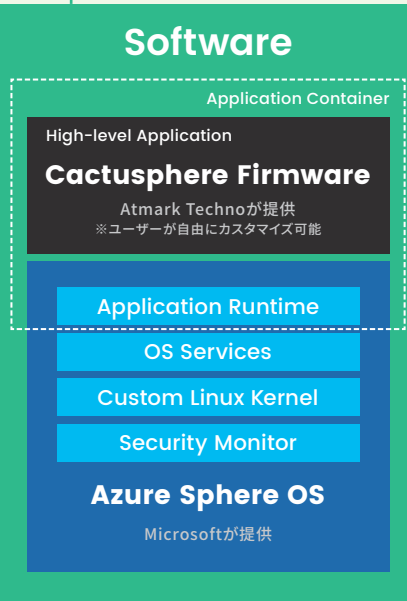 Software
Application Container
High-level Application
Cactusphere Firmware
Atmark Technoが提供
※ユーザーが自由にカスタマイズ可能
Application Runtime
OS Services
Custom Linux Kernel
Security Monitor
Azure Sphere OS
Microsoftが提供